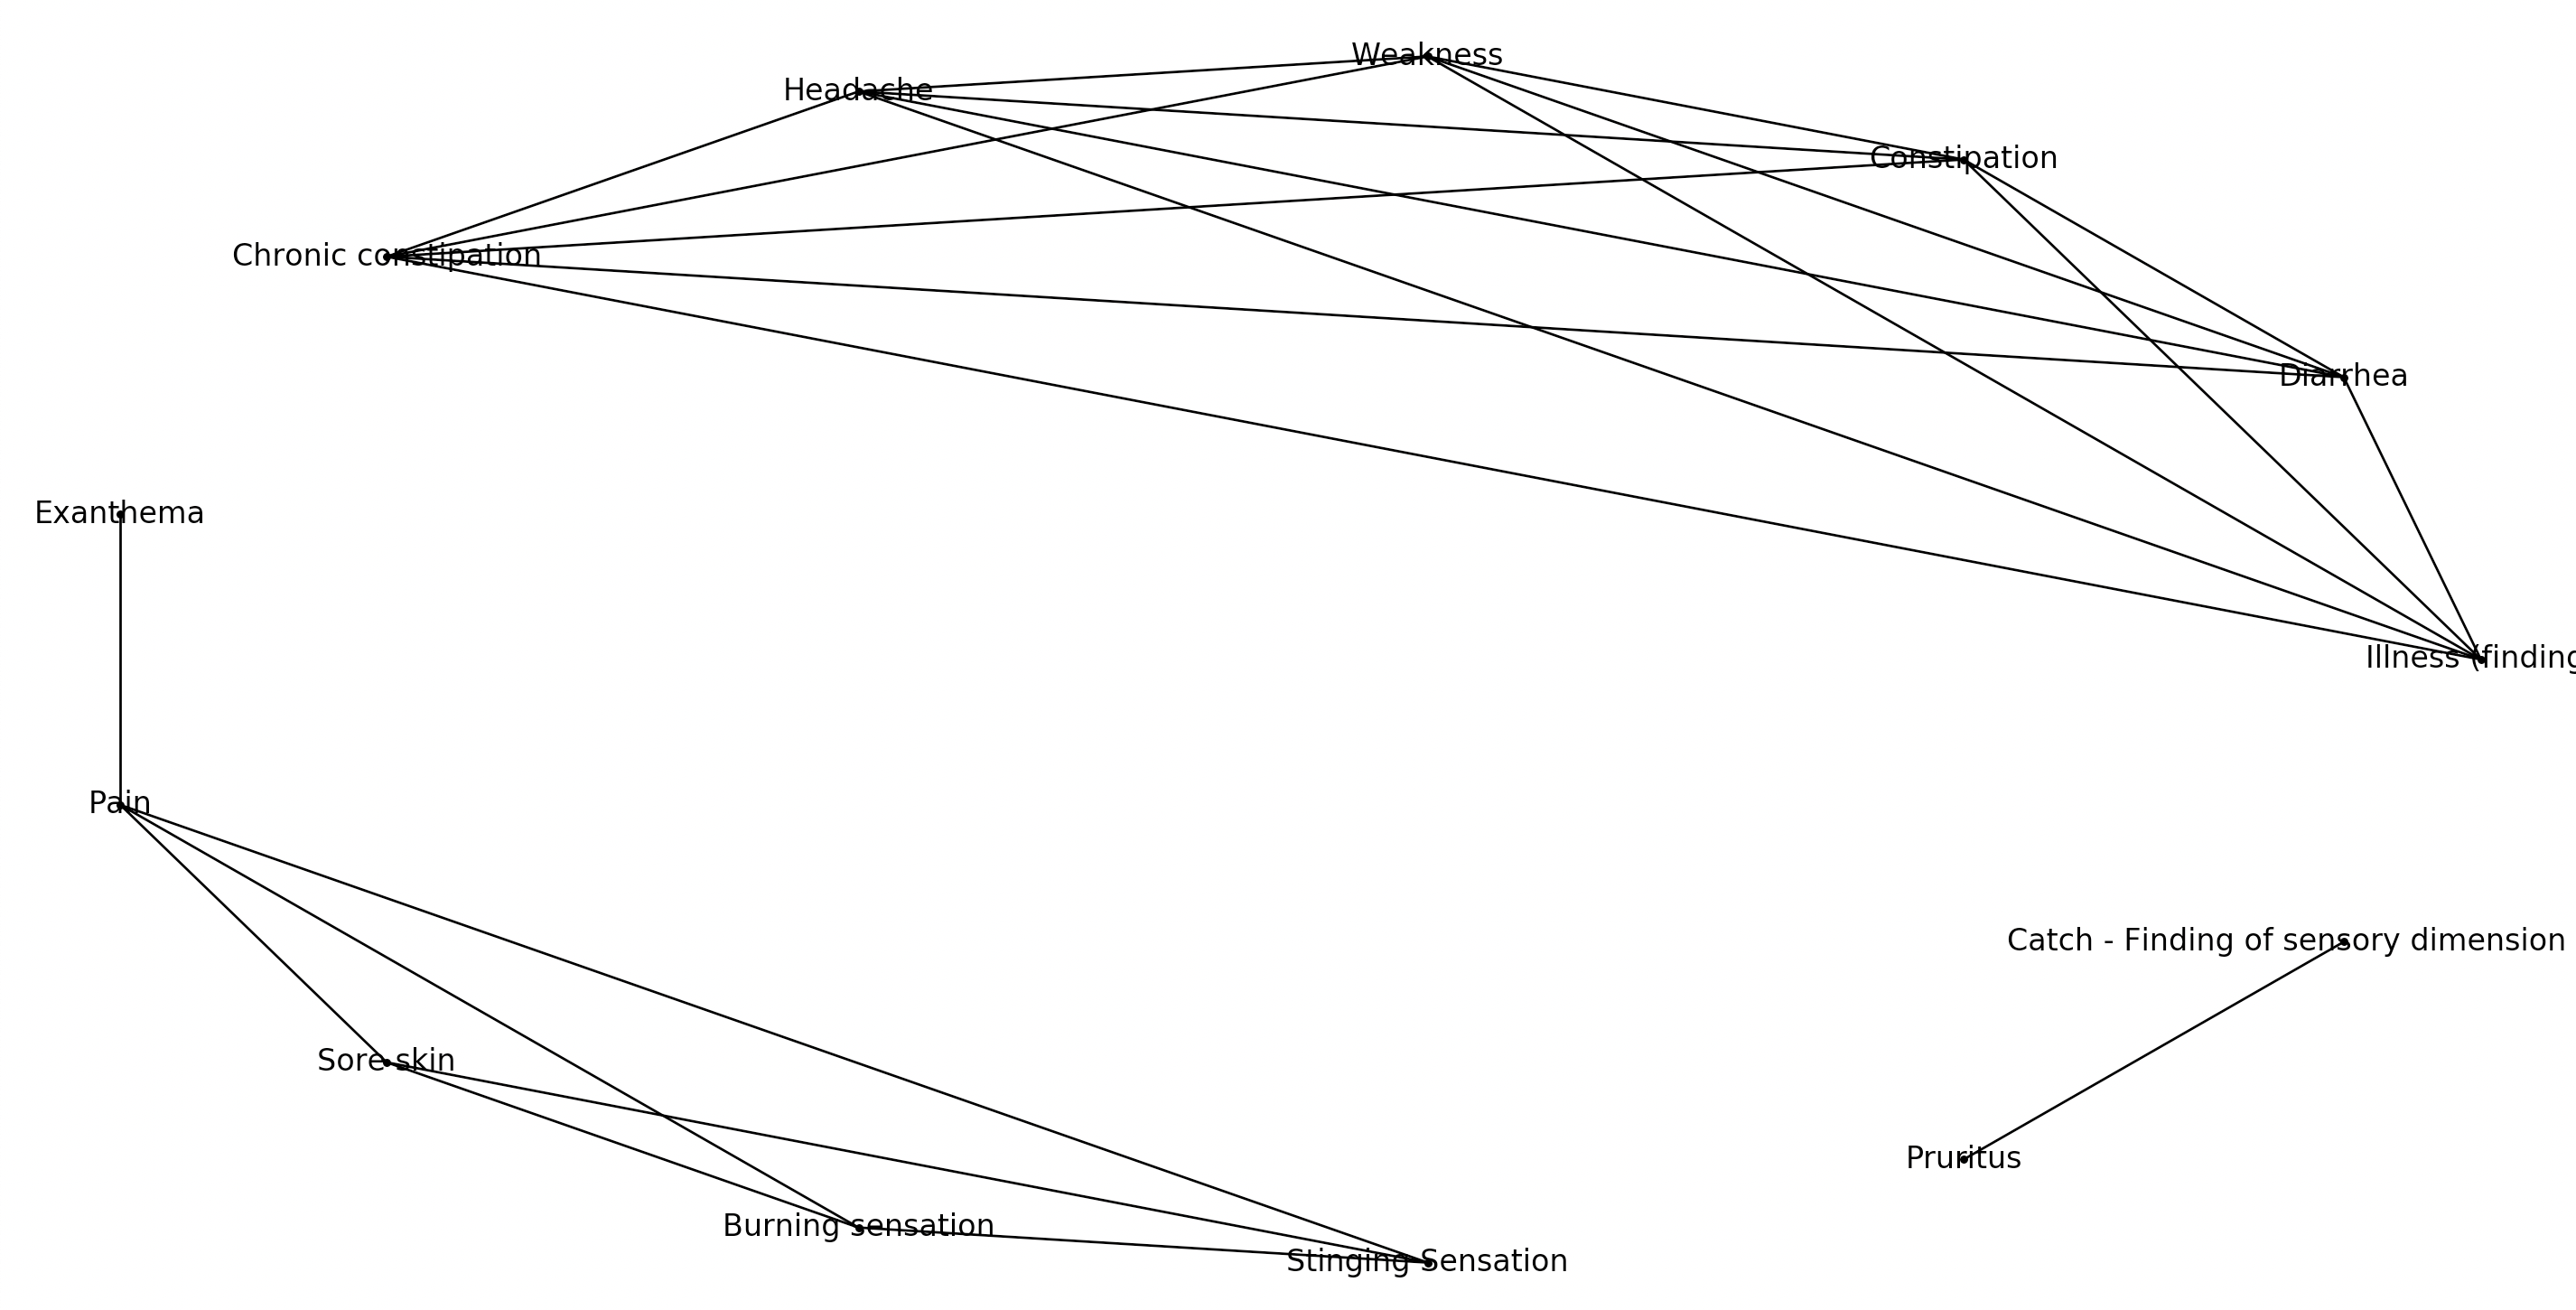 Weakness
Headache
Constipation
Chronic constipation
Diarrhea
Exanthema
Illness (finding
Pain
Catch - Finding of sensory dimension
Sore skin
Pruritus
Burning sensation
Stinging Sensation